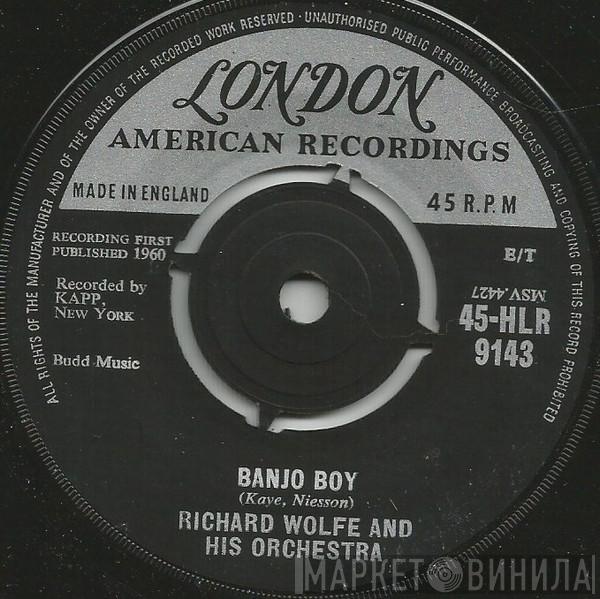 ALL RIGHTS OF THE MANUFACTURER AND OF THE OWNER OF THE RECORDED WORK RESERVED · UNAUTHORISED PUBLIC PERFORMANCE BROADCASTING AND COPYING OF THIS RECORD PROHIBITED
LONDON
AMERICAN RECORDINGS
MADE IN ENGLAND
45 R.P.M
RECORDING FIRST
PUBLISHED 1960
E/T
Recorded by
KAPP,
NEW YORK
MSV.4427
45-HLR
9143
Budd Music
BANJO BOY
(Kaye, Niesson)
RICHARD WOLFE AND
HIS ORCHESTRA
МАРКЕТ ВИНИЛА